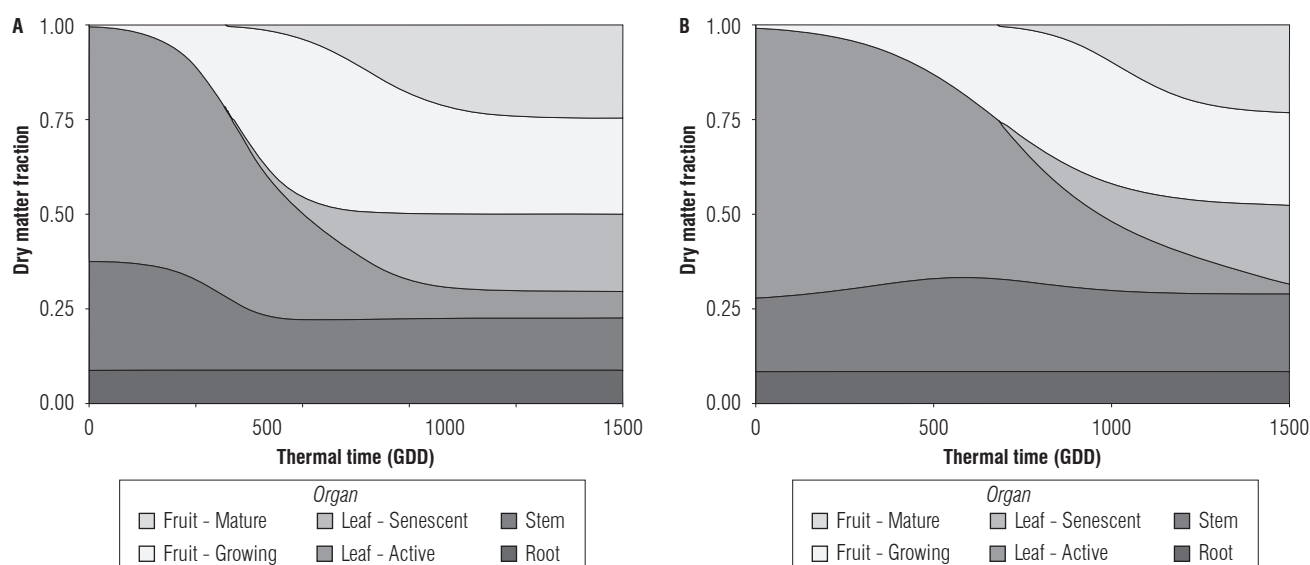 A
1.00
0.75
0.50
0.25
0.00
Dry matter fraction
0 500 1000 1500
Thermal time (GDD)
Organ
Fruit - Mature Leaf - Senescent Stem
Fruit - Growing Leaf - Active Root
B
1.00
0.75
0.50
0.25
0.00
Dry matter fraction
0 500 1000 1500
Thermal time (GDD)
Organ
Fruit - Mature Leaf - Senescent Stem
Fruit - Growing Leaf - Active Root